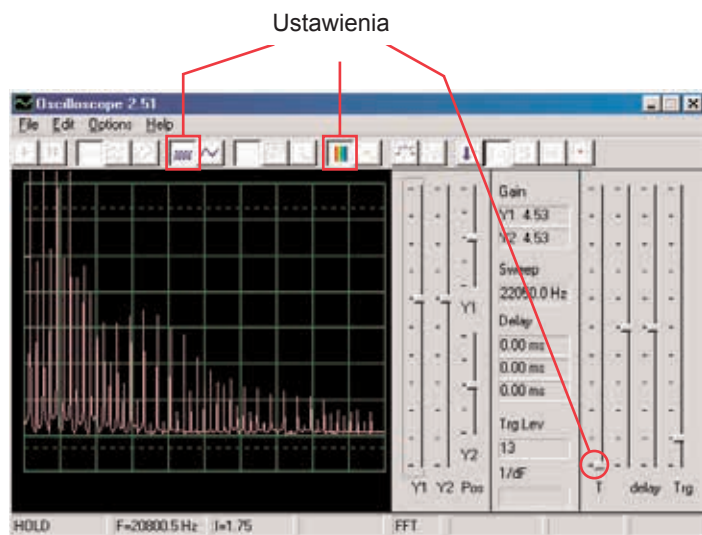 Ustawienia
Oscilloscope 2.51
File Edit Options Help
Gain
Y1 4.53
Y2 4.53
Sweep
22050.0 Hz
Delay
0.00 ms
0.00 ms
0.00 ms
Trg Lev
13
1/dF
Y1
Y2
Y1 Y2 Pos
T delay Trg
HOLD F=20800.5 Hz I=1.75 FFT